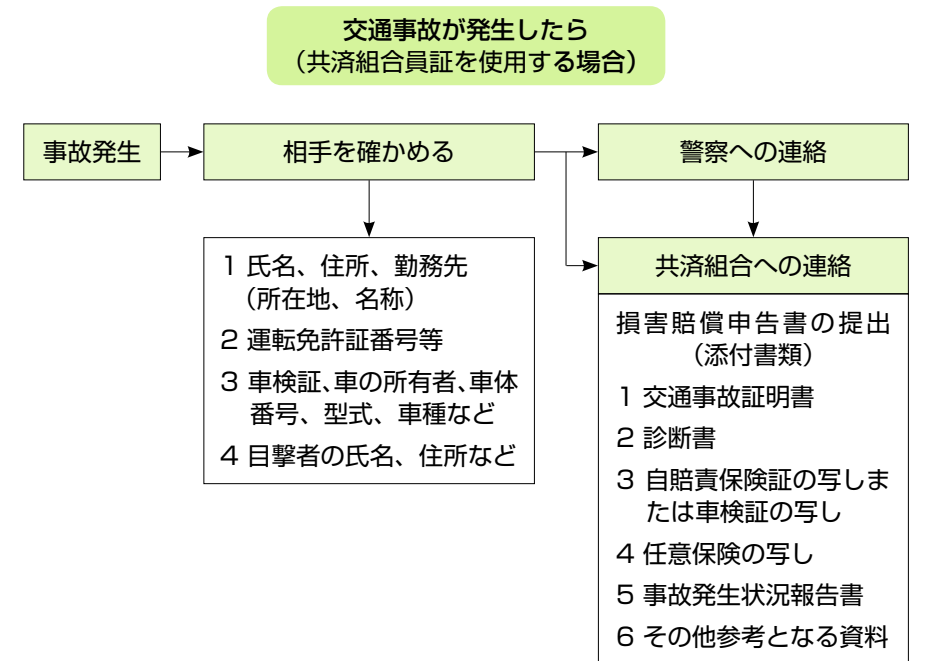 交通事故が発生したら
（共済組合員証を使用する場合）
事故発生
相手を確かめる
警察への連絡
1 氏名、住所、勤務先
（所在地、名称）
2 運転免許証番号等
3 車検証、車の所有者、車体
番号、型式、車種など
4 目撃者の氏名、住所など
共済組合への連絡
損害賠償申告書の提出
（添付書類）
1 交通事故証明書
2 診断書
3 自賠責保険証の写しま
たは車検証の写し
4 任意保険の写し
5 事故発生状況報告書
6 その他参考となる資料